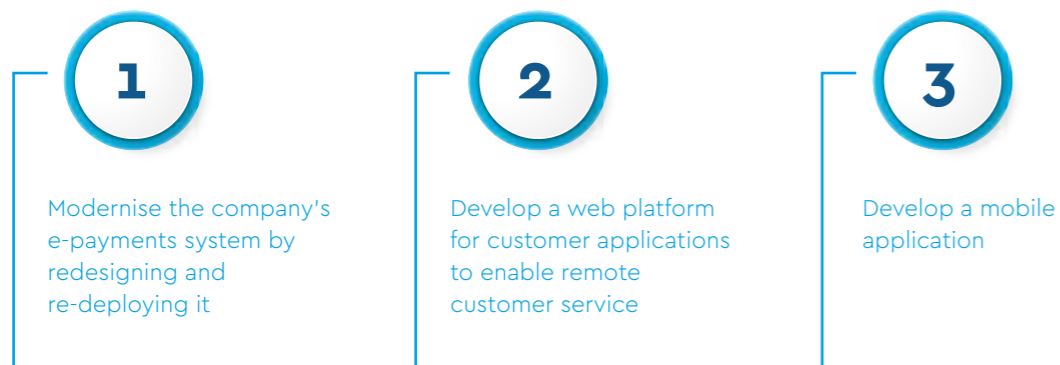 1
Modernise the company's
e-payments system by
redesigning and
re-deploying it
2
Develop a web platform
for customer applications
to enable remote
customer service
3
Develop a mobile
application